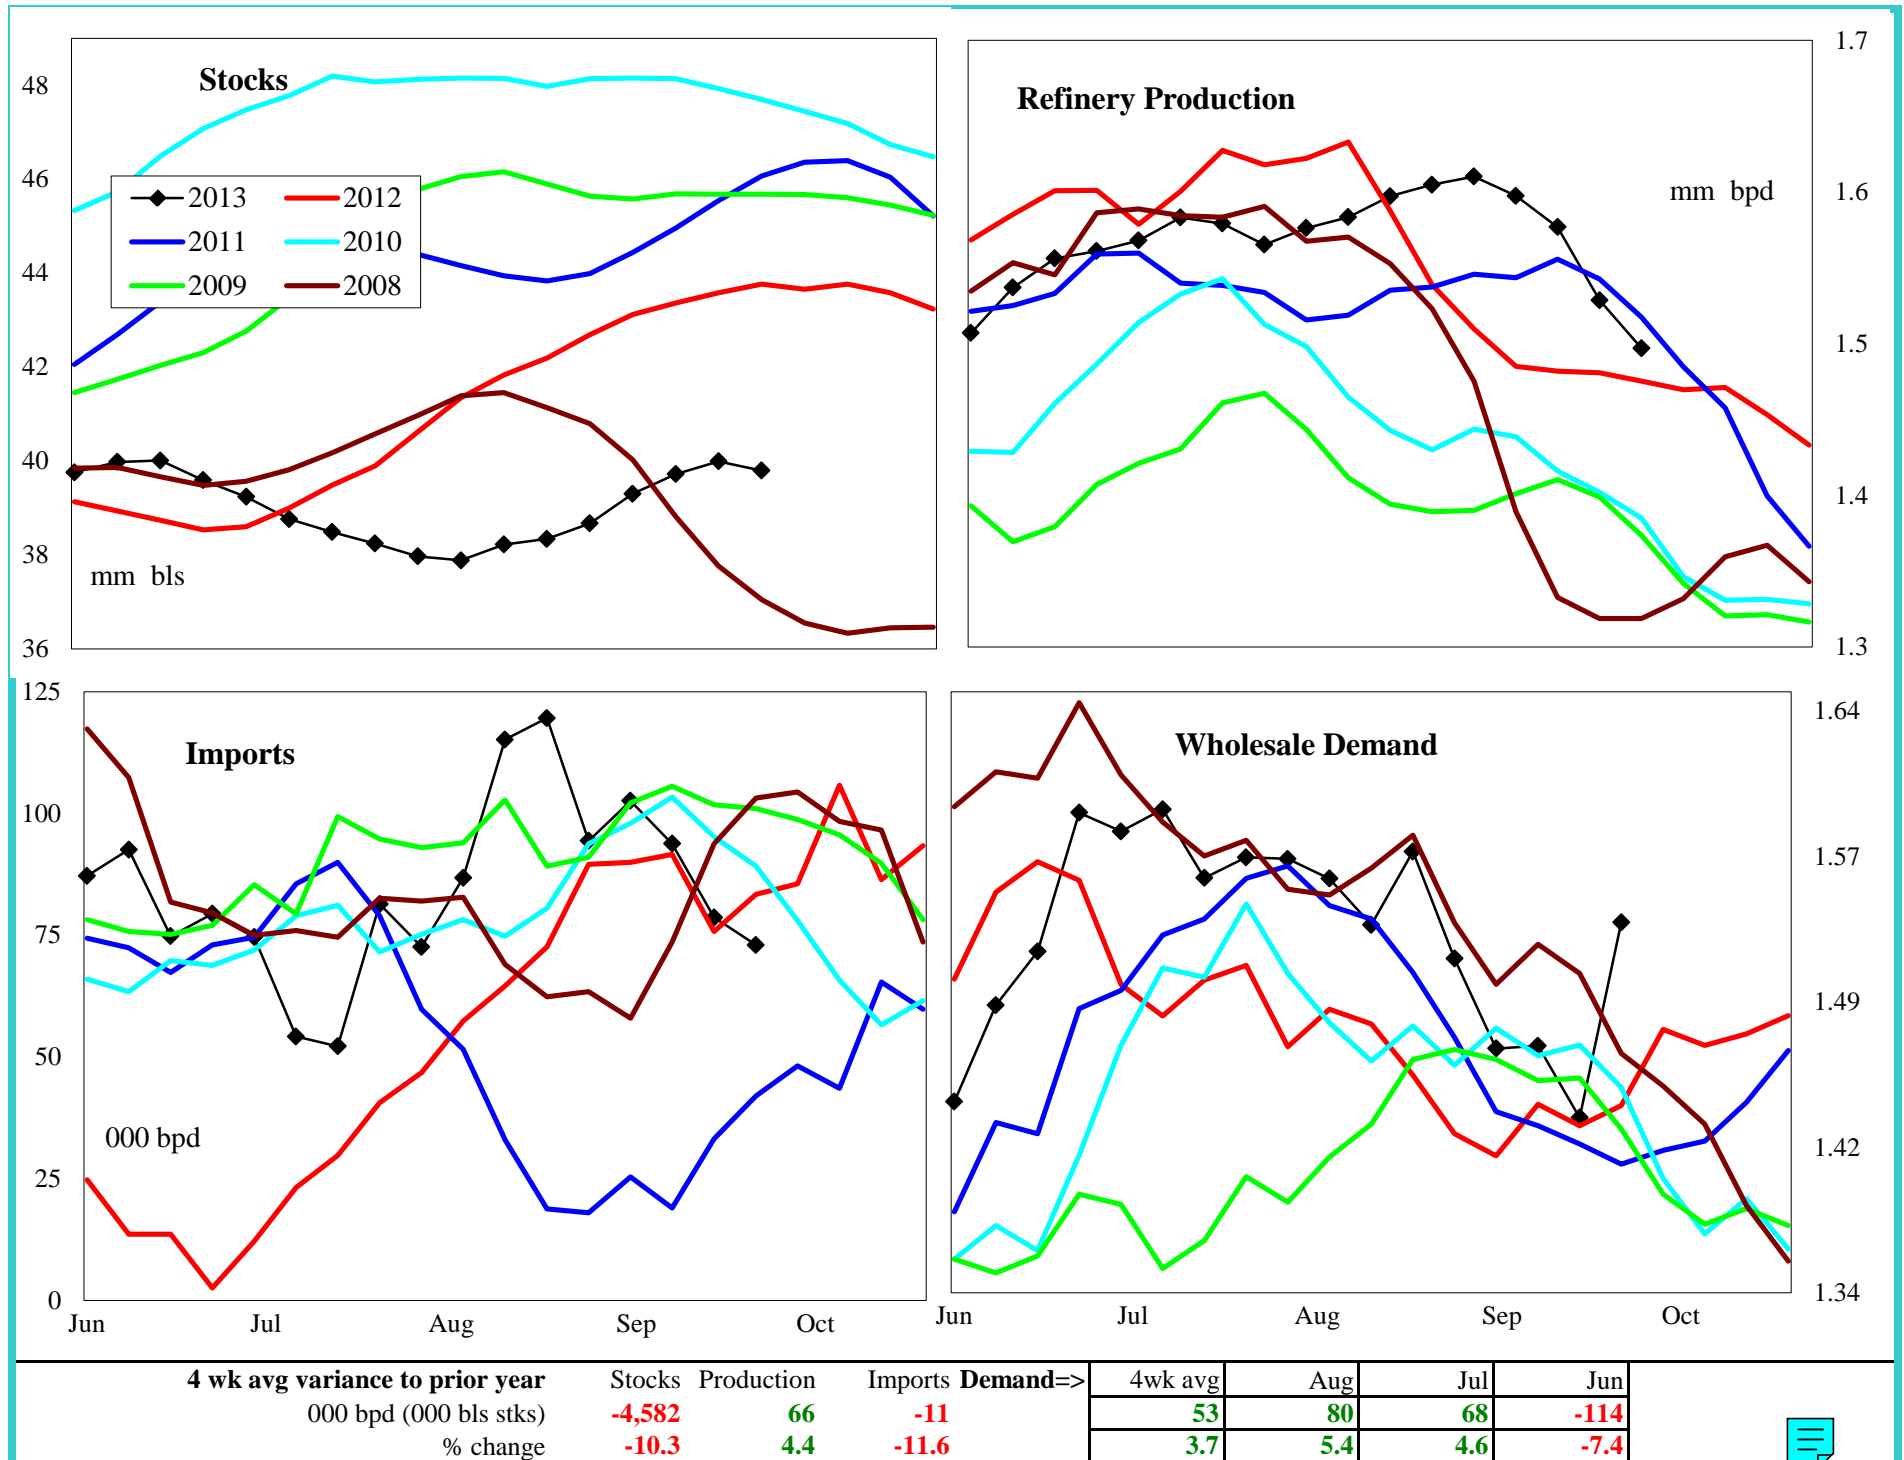 Stocks
48
46
44
42
40
38
36
2013 2012
2011 2010
2009 2008
mm bls
Refinery Production
mm bpd
1.7
1.6
1.5
1.4
1.3
Imports
125
100
75
50
25
0
000 bpd
Jun Jul Aug Sep Oct
Wholesale Demand
1.64
1.57
1.49
1.42
1.34
Jun Jul Aug Sep Oct
4 wk avg variance to prior year Stocks Production Imports Demand=> 4wk avg Aug Jul Jun
000 bpd (000 bls stks) -4,582 66 -11 53 80 68 -114
% change -10.3 4.4 -11.6 3.7 5.4 4.6 -7.4